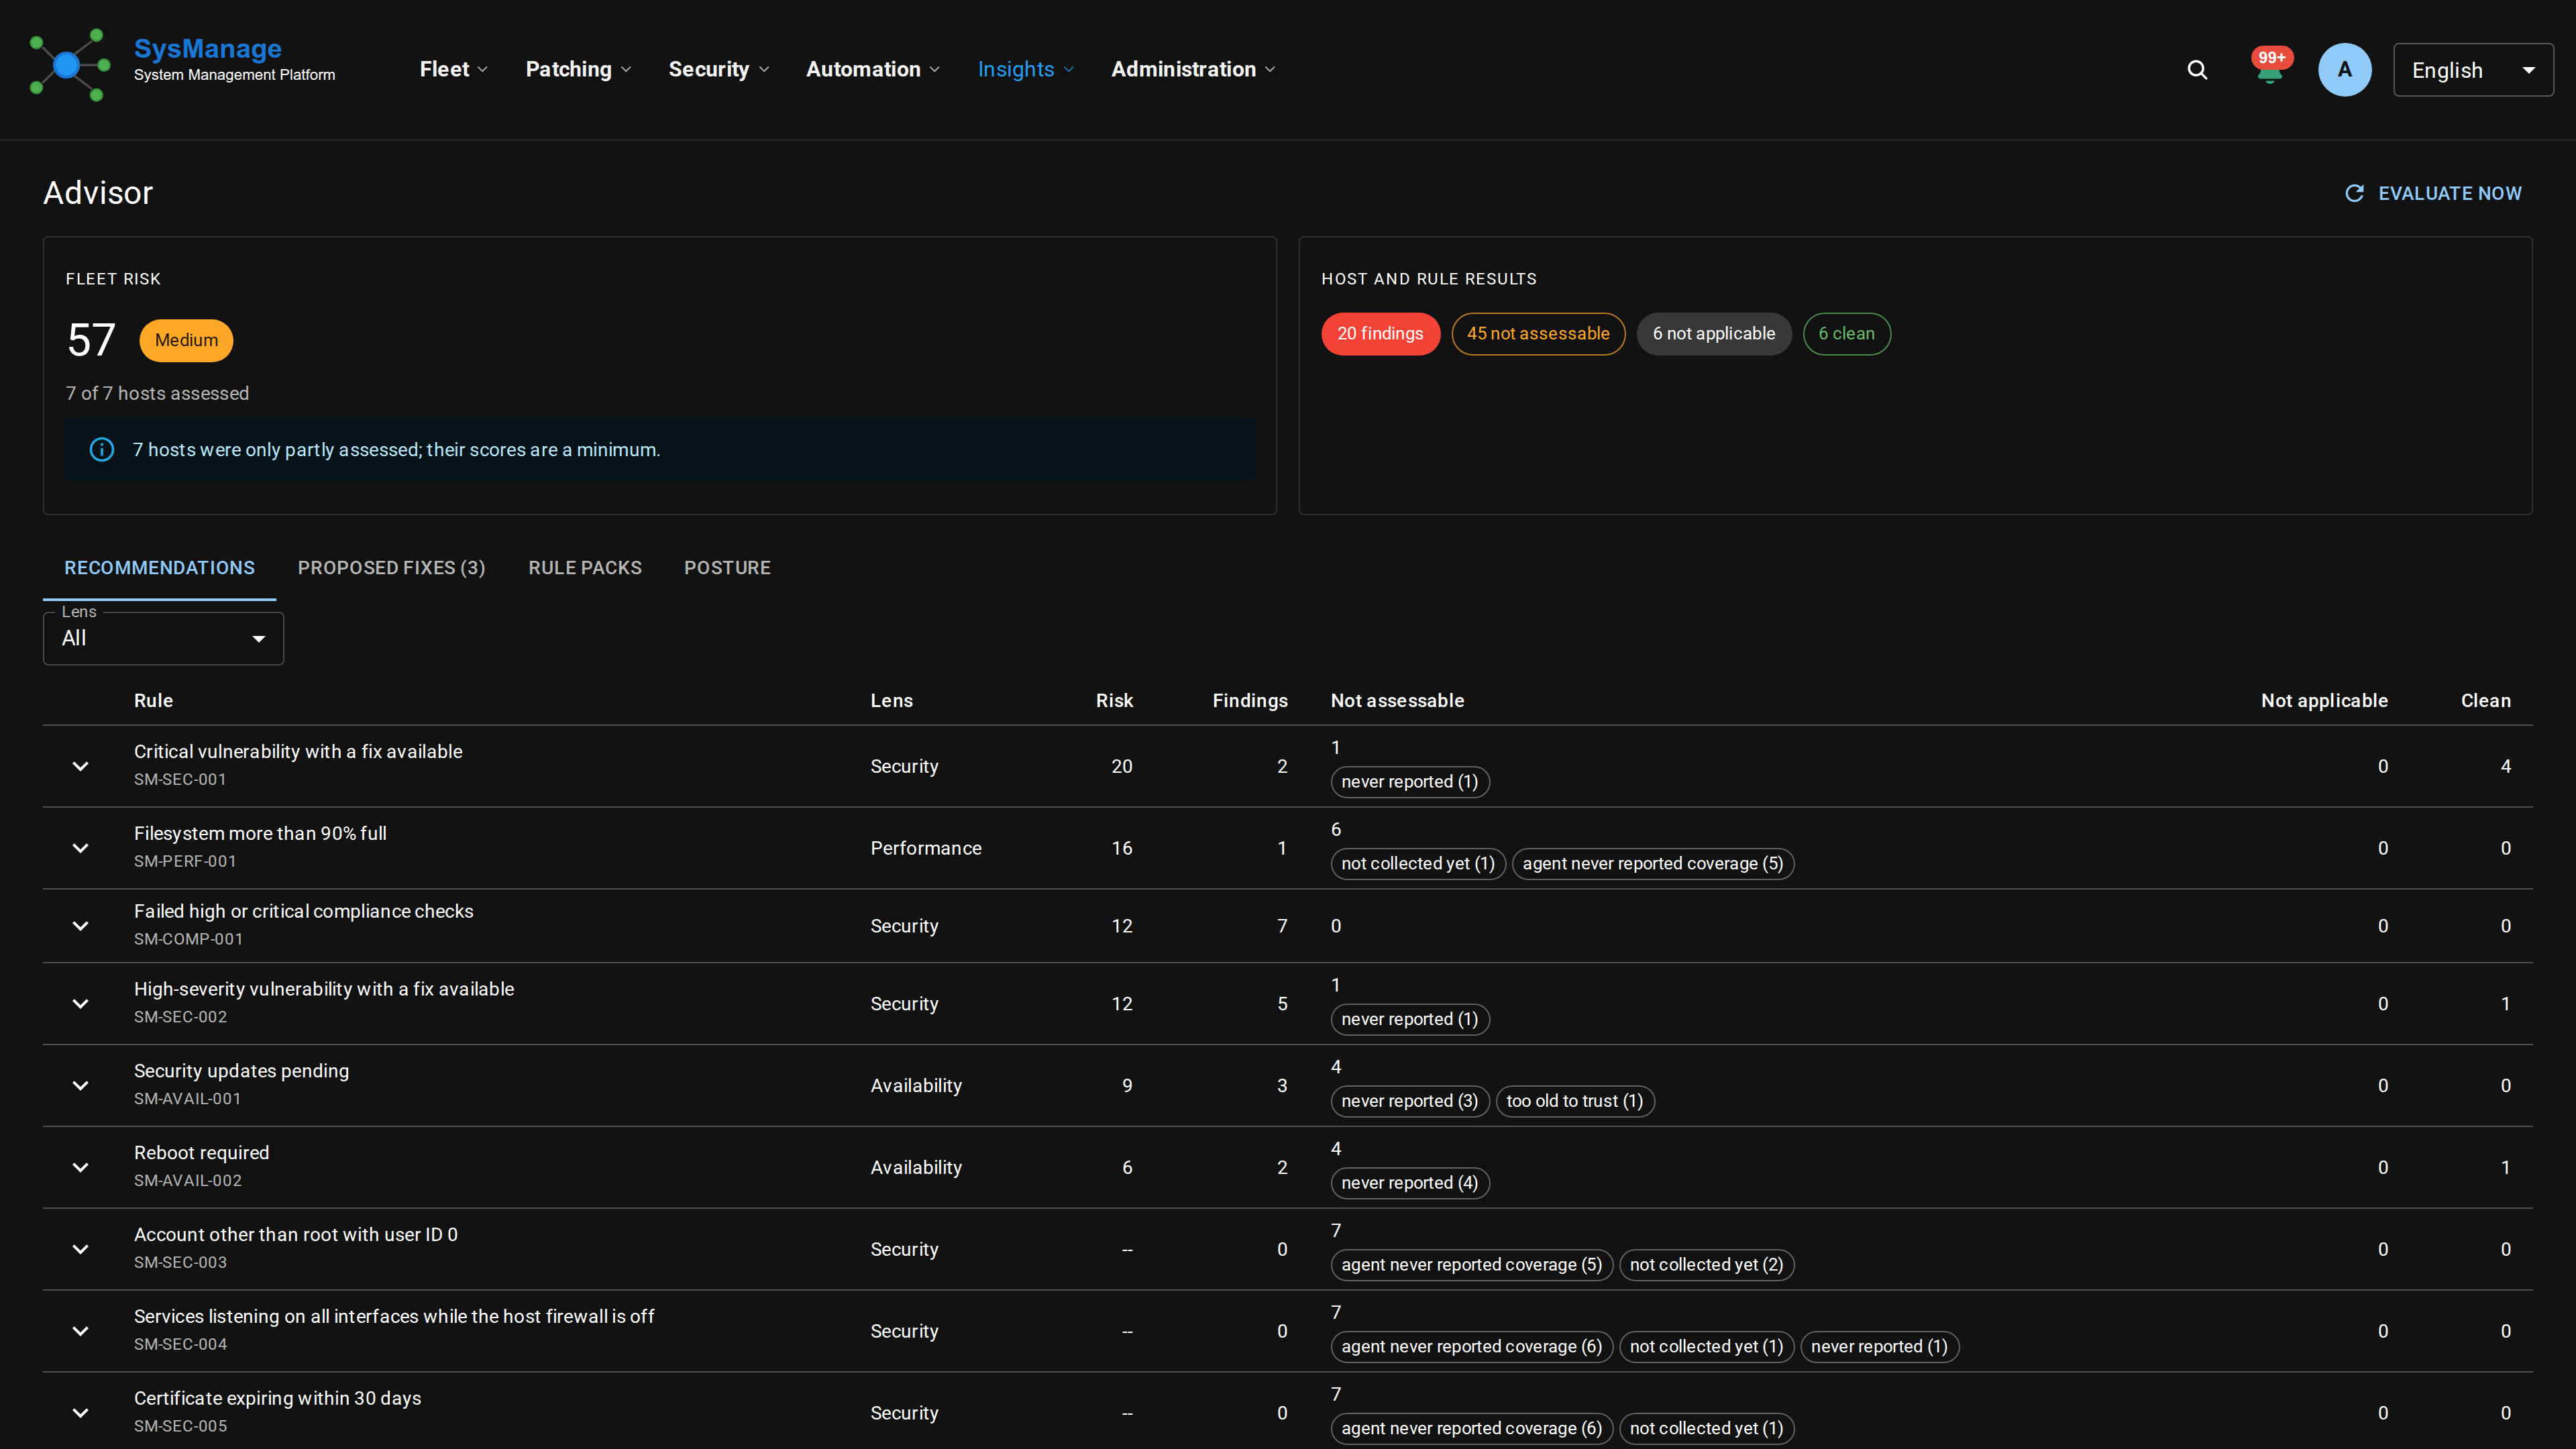 SysManage
System Management Platform
Fleet Patching Security Automation Insights Administration
99+
A
English
Advisor
EVALUATE NOW
FLEET RISK
57 Medium
7 of 7 hosts assessed
7 hosts were only partly assessed; their scores are a minimum.
HOST AND RULE RESULTS
20 findings 45 not assessable 6 not applicable 6 clean
RECOMMENDATIONS PROPOSED FIXES (3) RULE PACKS POSTURE
Lens
All
Rule Lens Risk Findings Not assessable Not applicable Clean
Critical vulnerability with a fix available
SM-SEC-001
Security 20 2
1
never reported (1)
0 4
Filesystem more than 90% full
SM-PERF-001
Performance 16 1
6
not collected yet (1) agent never reported coverage (5)
0 0
Failed high or critical compliance checks
SM-COMP-001
Security 12 7 0 0 0
High-severity vulnerability with a fix available
SM-SEC-002
Security 12 5
1
never reported (1)
0 1
Security updates pending
SM-AVAIL-001
Availability 9 3
4
never reported (3) too old to trust (1)
0 0
Reboot required
SM-AVAIL-002
Availability 6 2
4
never reported (4)
0 1
Account other than root with user ID 0
SM-SEC-003
Security -- 0
7
agent never reported coverage (5) not collected yet (2)
0 0
Services listening on all interfaces while the host firewall is off
SM-SEC-004
Security -- 0
7
agent never reported coverage (6) not collected yet (1) never reported (1)
0 0
Certificate expiring within 30 days
SM-SEC-005
Security -- 0
7
agent never reported coverage (6) not collected yet (1)
0 0